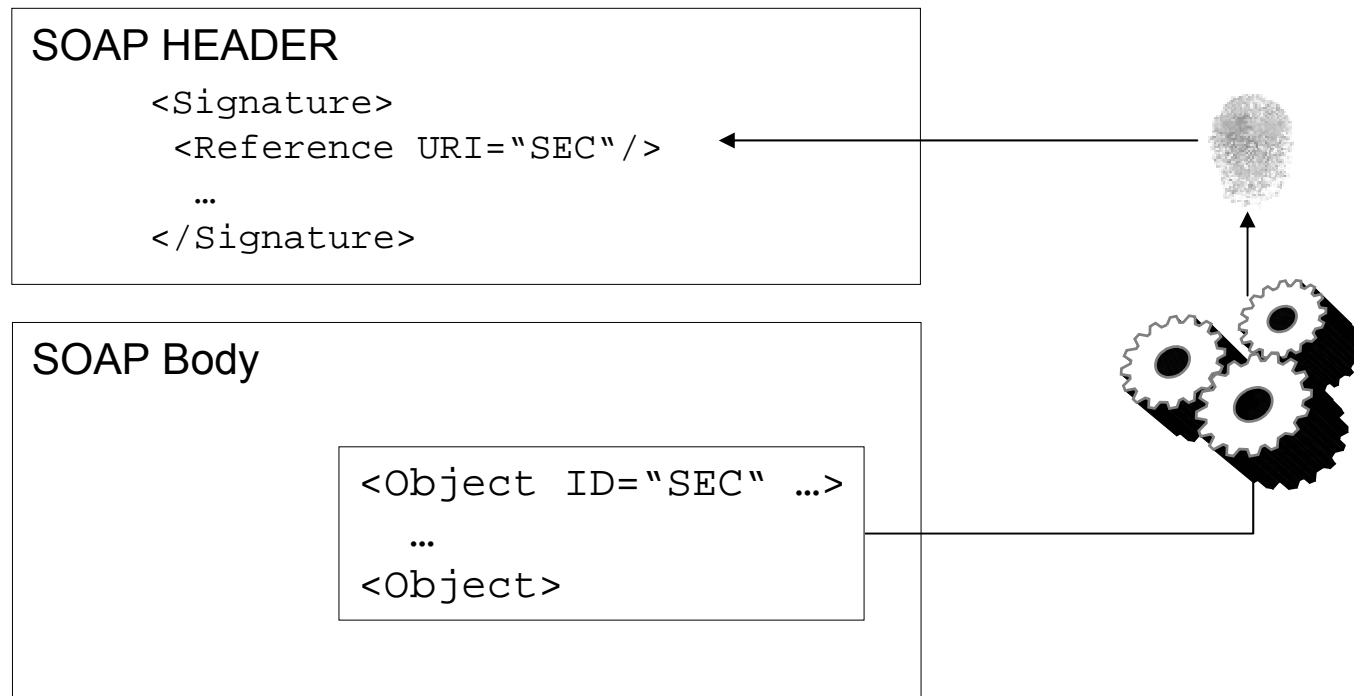 SOAP HEADER
<Signature>
<Reference URI=“SEC“/>
…
</Signature>
SOAP Body
<Object ID=“SEC“ …>
…
<Object>